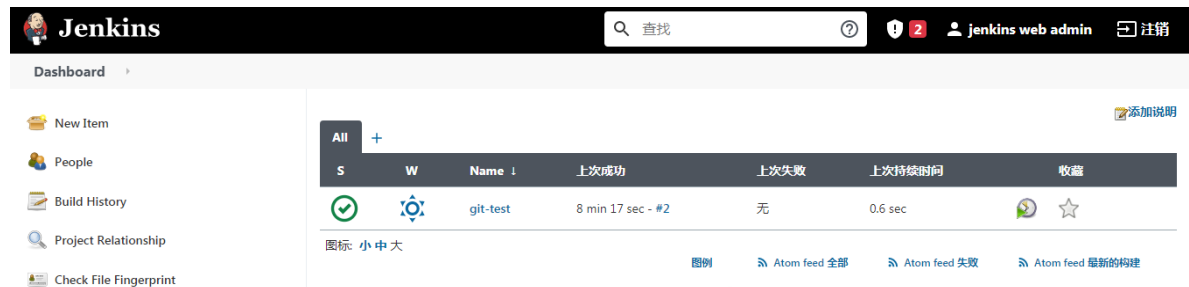 Jenkins
查找
2
jenkins web admin
注销
Dashboard
New Item
People
Build History
Project Relationship
Check File Fingerprint
添加说明
All +
S W Name ↓ 上次成功 上次失败 上次持续时间 收藏
git-test 8 min 17 sec - #2 无 0.6 sec
图标: 小 中 大
图例 Atom feed 全部 Atom feed 失败 Atom feed 最新的构建